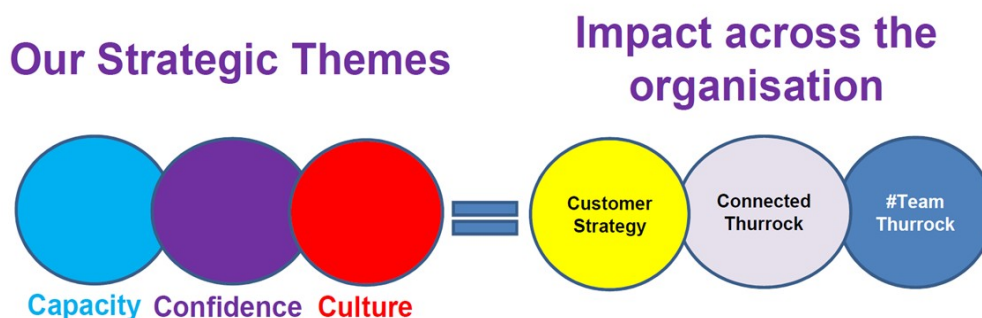 Our Strategic Themes
Impact across the
organisation
Capacity Confidence Culture
Customer
Strategy
Connected
Thurrock
#Team
Thurrock